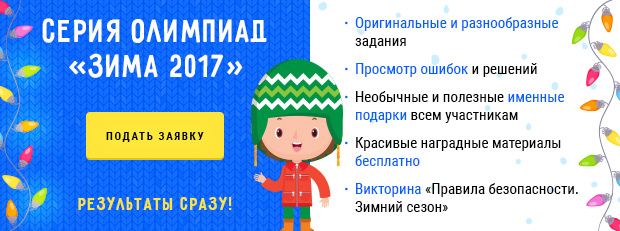 СЕРИЯ ОЛИМПИАД
«ЗИМА 2017»
ПОДАТЬ ЗАЯВКУ
РЕЗУЛЬТАТЫ СРАЗУ!
· Оригинальные и разнообразные
задания
· Просмотр ошибок и решений
· Необычные и полезные именные
подарки всем участникам
· Красивые наградные материалы
бесплатно
· Викторина «Правила безопасности.
Зимний сезон»